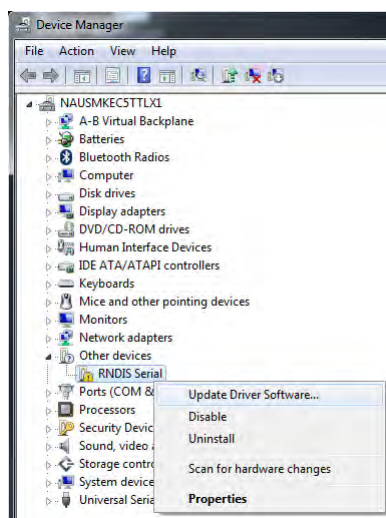 Device Manager
File Action View Help
NAUSMKEC5TTLX1
A-B Virtual Backplane
Batteries
Bluetooth Radios
Computer
Disk drives
Display adapters
DVD/CD-ROM drives
Human Interface Devices
IDE ATA/ATAPI controllers
Keyboards
Mice and other pointing devices
Monitors
Network adapters
Other devices
RNDIS Serial
Ports (COM &
Update Driver Software...
Processors
Disable
Security Devic
Uninstall
Sound, video
Storage contro
Scan for hardware changes
System device
Universal Seria
Properties